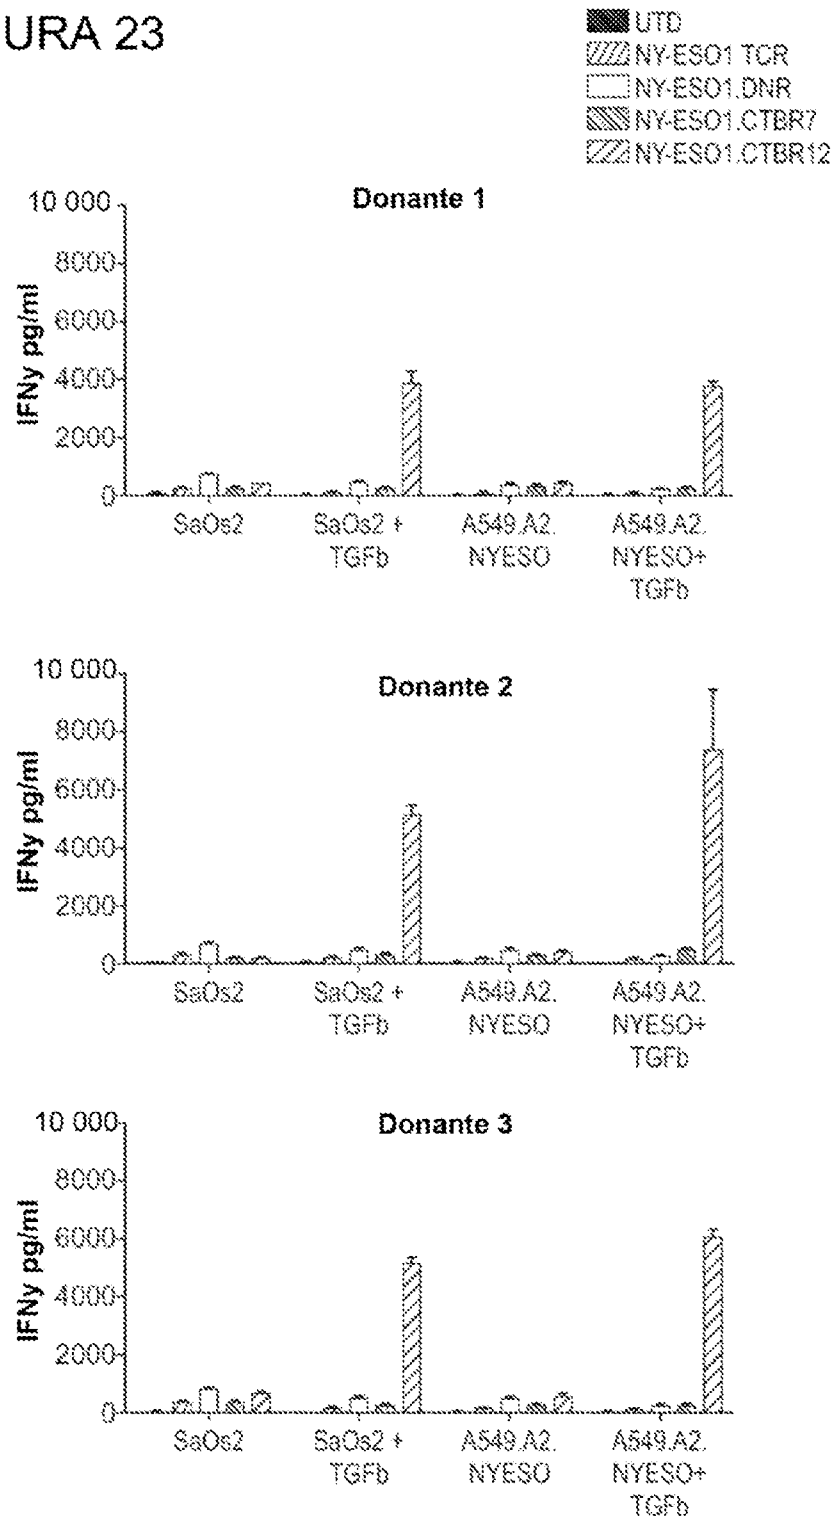 URA 23
UTD
NY-ESO1 TCR
NY-ESO1.DNR
NY-ESO1.CTBR7
NY-ESO1.CTBR12
Donante 1
IFNy pg/ml
10 000
8000
6000
4000
2000
0
SaOs2
SaOs2 +
TGFb
A549.A2.
NYESO
A549.A2.
NYESO+
TGFb
Donante 2
IFNy pg/ml
10 000
8000
6000
4000
2000
0
SaOs2
SaOs2 +
TGFb
A549.A2.
NYESO
A549.A2.
NYESO+
TGFb
Donante 3
IFNy pg/ml
10 000
8000
6000
4000
2000
0
SaOs2
SaOs2 +
TGFb
A549.A2.
NYESO
A549.A2.
NYESO+
TGFb